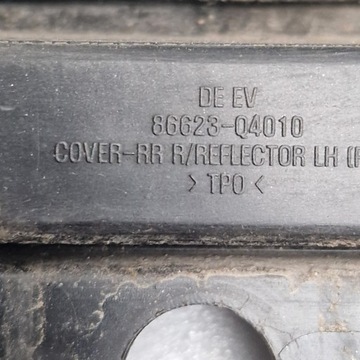 DE EV
86623-Q4010
COVER-RR R/REFLECTOR LH (
> TPO <